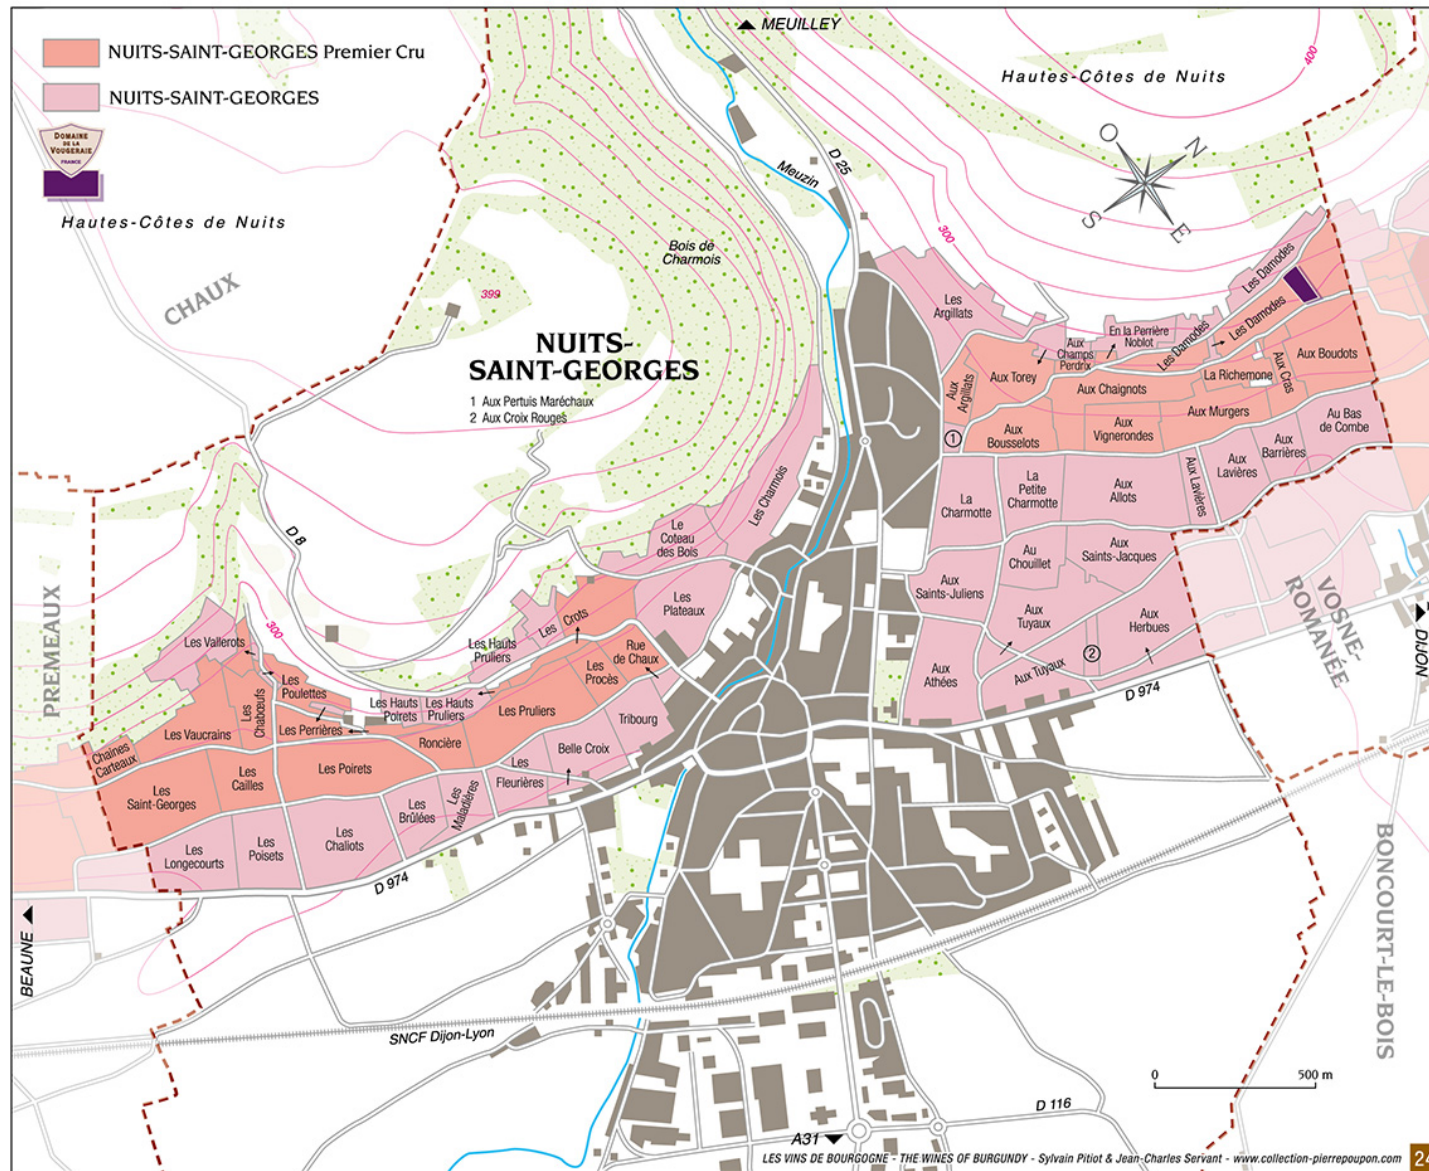 NUITS-SAINT-GEORGES Premier Cru
NUITS-SAINT-GEORGES
DOMAINE
DE LA
VOUGERAIE
FRANCE
Hautes-Côtes de Nuits
CHAUX
MEUILLEY
Hautes-Côtes de Nuits
400
O
N
S
E
D 25
Meuzin
300
Bois de
Charmois
399
NUITS-
SAINT-GEORGES
1 Aux Pertuis Maréchaux
2 Aux Croix Rouges
Les
Argillats
Les Damodes
Les Damodes
Les Damodes
En la Perrière
Noblot
Aux
Champs
Perdrix
Aux Torey
Aux
Argillats
Aux Chaignots
La Richemone
Aux Cras
Aux Boudots
Aux Murgers
Aux
Vignerondes
Aux
Bousselots
1
Au Bas
de Combe
Aux
Barrières
Aux
Lavières
Aux Lavières
Aux
Allots
La
Petite
Charmotte
La
Charmotte
Les Charmois
Le
Coteau
des Bois
Les
Plateaux
Aux
Saints-Jacques
Au
Chouillet
Aux
Saints-Juliens
Aux
Tuyaux
Aux
Herbues
2
Aux Tuyaux
Aux
Athées
D 974
VOSNE-
ROMANÉE
DIJON
D 8
PREMEAUX
300
Les Vallerots
Les
Poulettes
Les
Chabœufs
Les Vaucrains
Chaines
Carteaux
Les
Saint-Georges
Les
Cailles
Les Perrières
Les Poirets
Les Hauts
Poirets
Les Hauts
Pruliers
Les Hauts
Pruliers
Les Crots
Rue
de Chaux
Les
Procès
Les Pruliers
Roncière
Tribourg
Belle Croix
Les
Fleurières
Les
Maladières
Les
Brûlées
Les
Chaliots
Les
Poisets
Les
Longecourts
D 974
BEAUNE
BONCOURT-LE-BOIS
SNCF Dijon-Lyon
0 500 m
D 116
A31
LES VINS DE BOURGOGNE - THE WINES OF BURGUNDY - Sylvain Pitiot & Jean-Charles Servant - www.collection-pierrepoupon.com